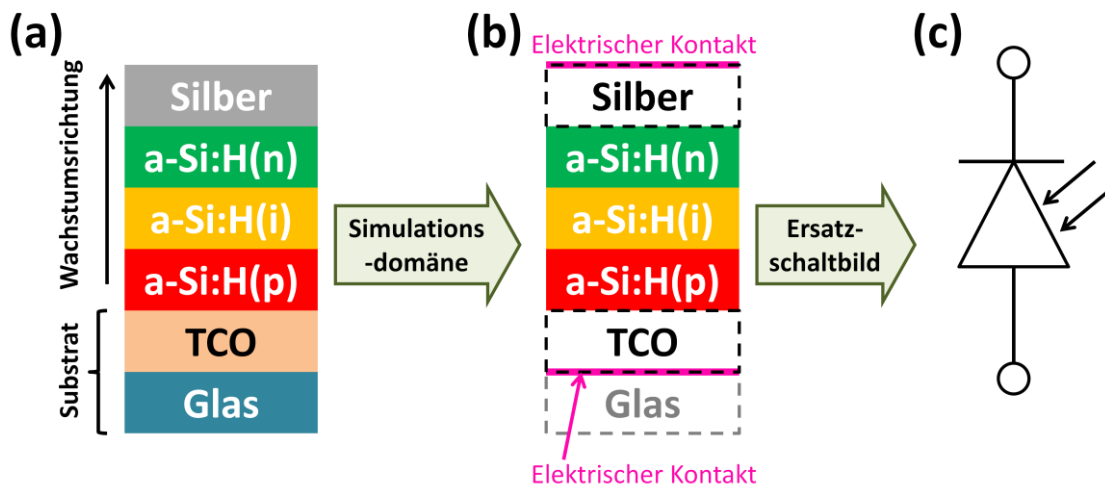 (a)
Wachstumsrichtung
Silber
a-Si:H(n)
a-Si:H(i)
a-Si:H(p)
Substrat
TCO
Glas
Simulations
-domäne
(b)
Elektrischer Kontakt
Silber
a-Si:H(n)
a-Si:H(i)
a-Si:H(p)
TCO
Glas
Elektrischer Kontakt
Ersatz-
schaltbild
(c)